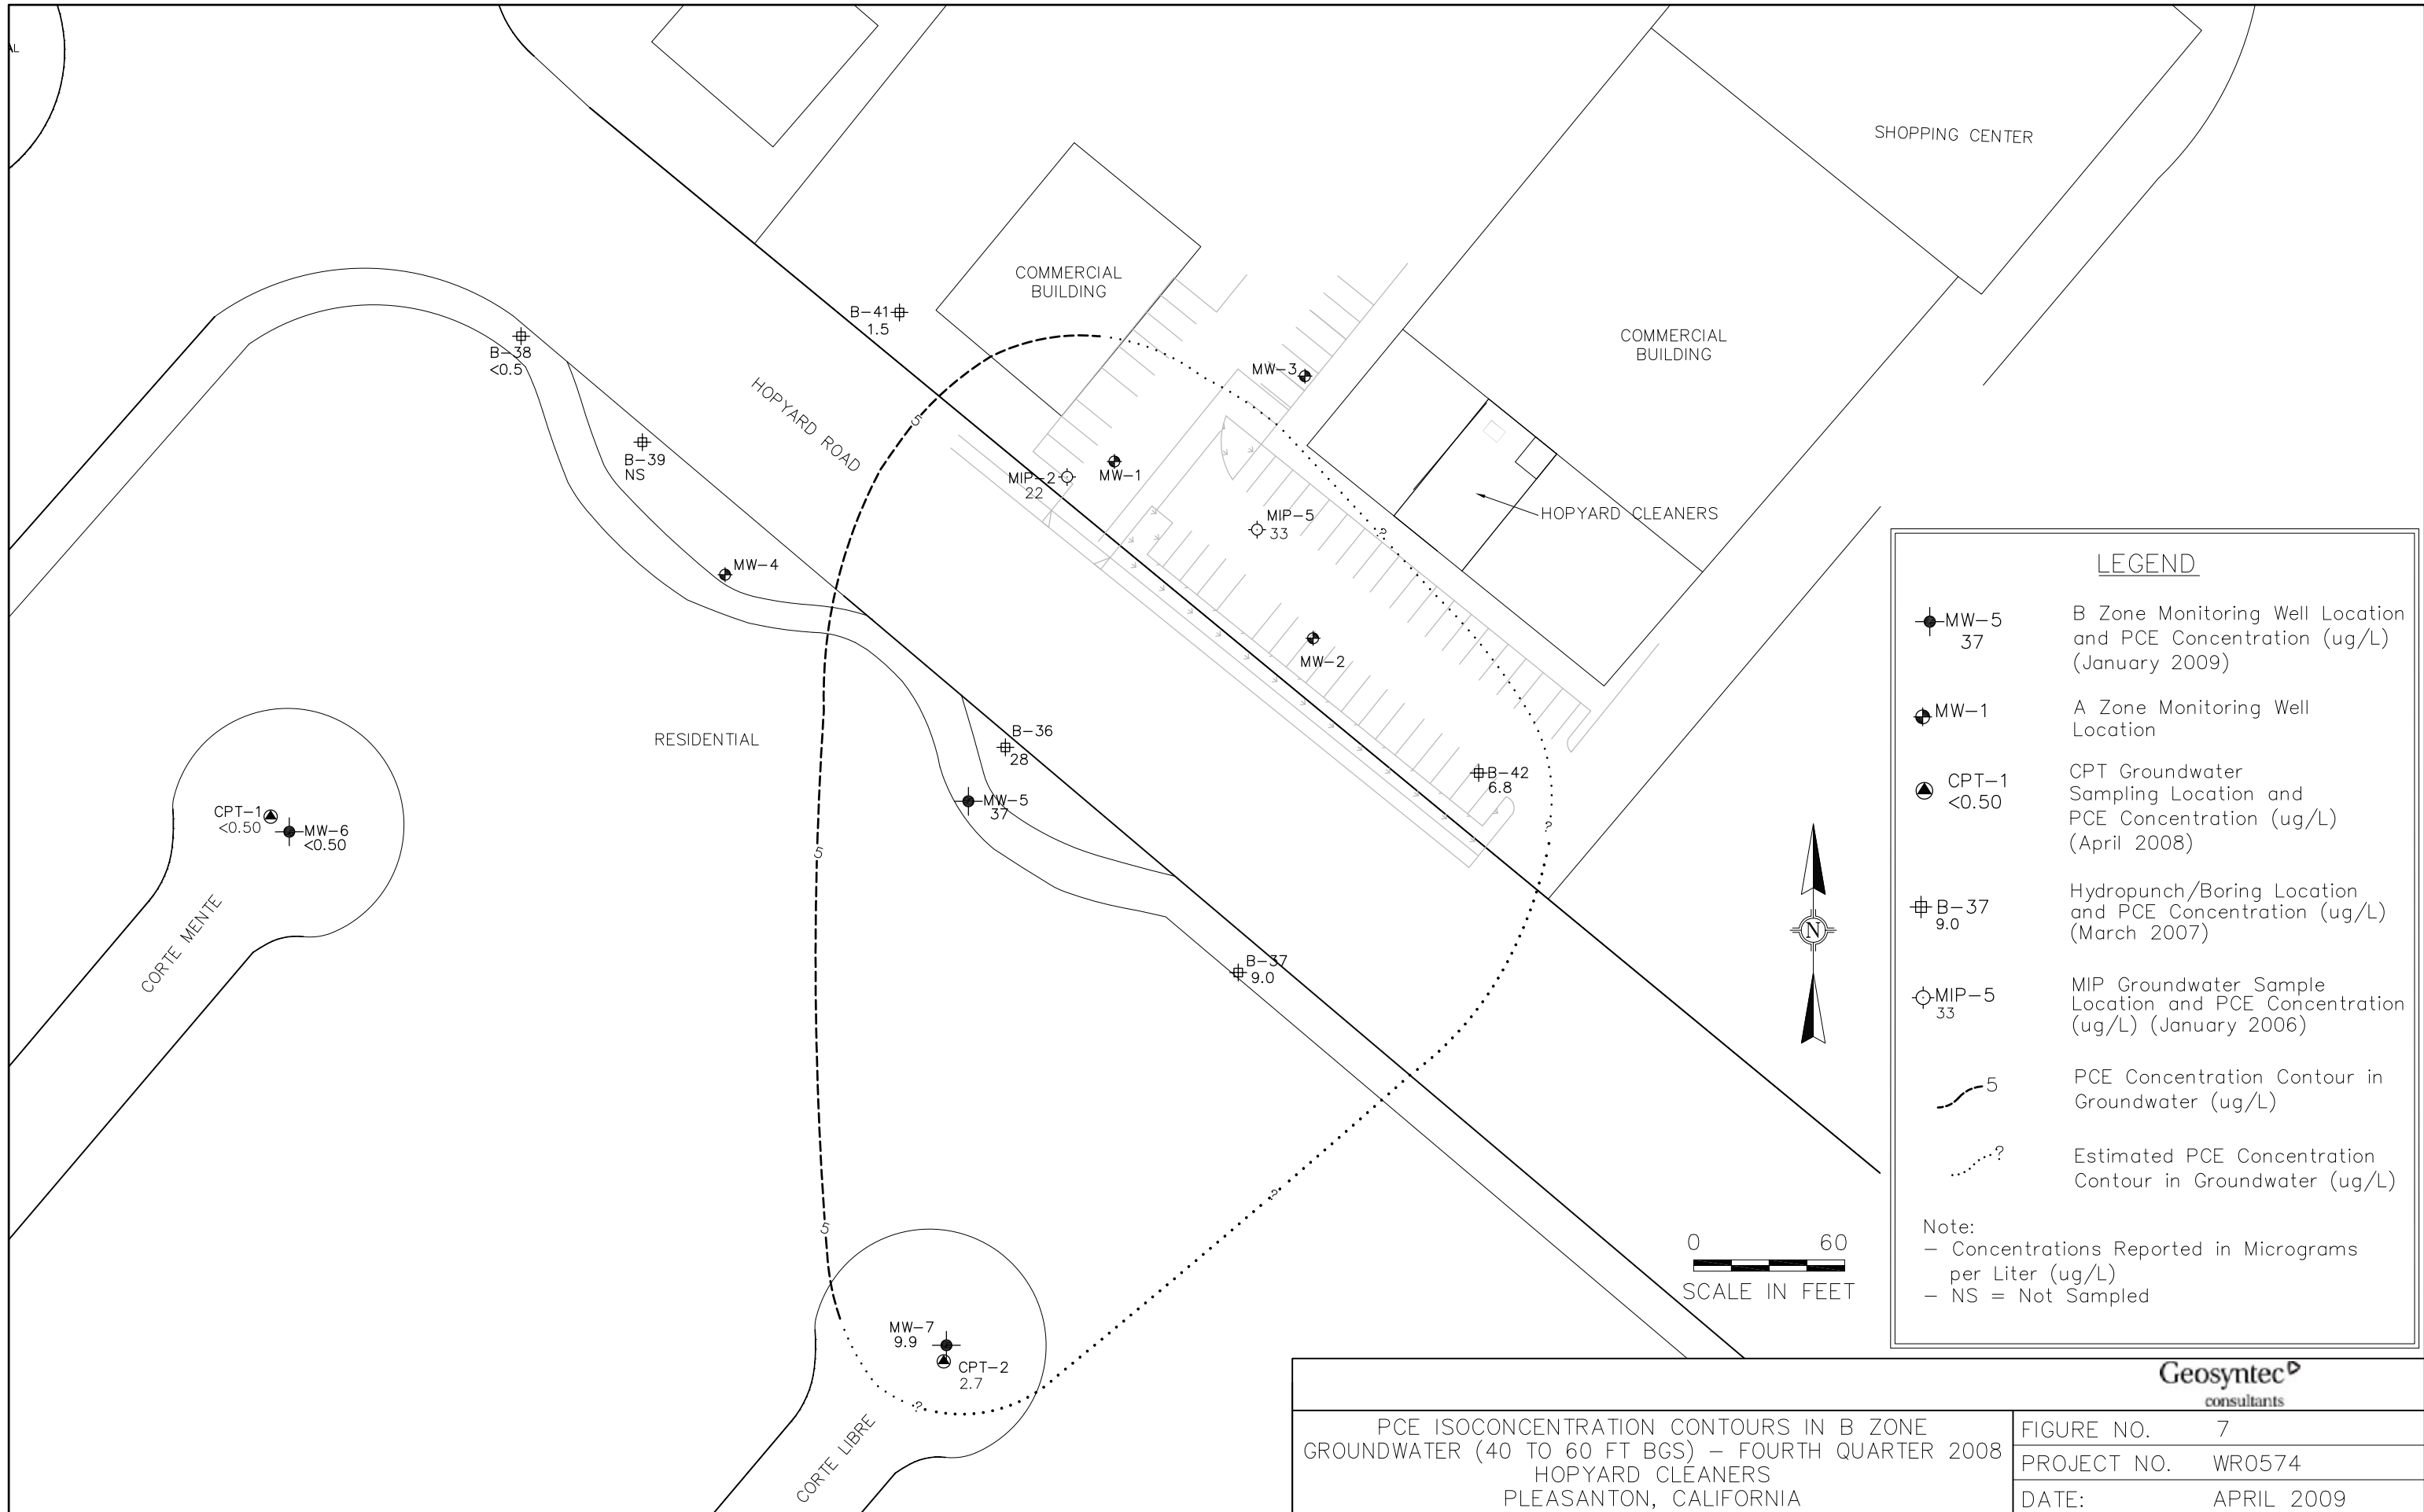 SHOPPING CENTER
COMMERCIAL
BUILDING
B-41
1.5
COMMERCIAL
BUILDING
B-38
<0.5
MW-3
HOPYARD ROAD
5
B-39
NS
MIP-2
22
MW-1
MIP-5
33
?
HOPYARD CLEANERS
MW-4
MW-2
RESIDENTIAL
B-36
28
B-42
6.8
MW-5
37
?
CPT-1
<0.50
MW-6
<0.50
5
CORTE MENTE
B-37
9.0
N
?
5
0 60
SCALE IN FEET
MW-7
9.9
CPT-2
2.7
?
CORTE LIBRE
LEGEND
MW-5
37
B Zone Monitoring Well Location
and PCE Concentration (ug/L)
(January 2009)
MW-1
A Zone Monitoring Well
Location
CPT-1
<0.50
CPT Groundwater
Sampling Location and
PCE Concentration (ug/L)
(April 2008)
B-37
9.0
Hydropunch/Boring Location
and PCE Concentration (ug/L)
(March 2007)
MIP-5
33
MIP Groundwater Sample
Location and PCE Concentration
(ug/L) (January 2006)
5
PCE Concentration Contour in
Groundwater (ug/L)
?
Estimated PCE Concentration
Contour in Groundwater (ug/L)
Note:
- Concentrations Reported in Micrograms
per Liter (ug/L)
- NS = Not Sampled
Geosyntec
consultants
PCE ISOCONCENTRATION CONTOURS IN B ZONE
GROUNDWATER (40 TO 60 FT BGS) - FOURTH QUARTER 2008
HOPYARD CLEANERS
PLEASANTON, CALIFORNIA
FIGURE NO. 7
PROJECT NO. WR0574
DATE: APRIL 2009